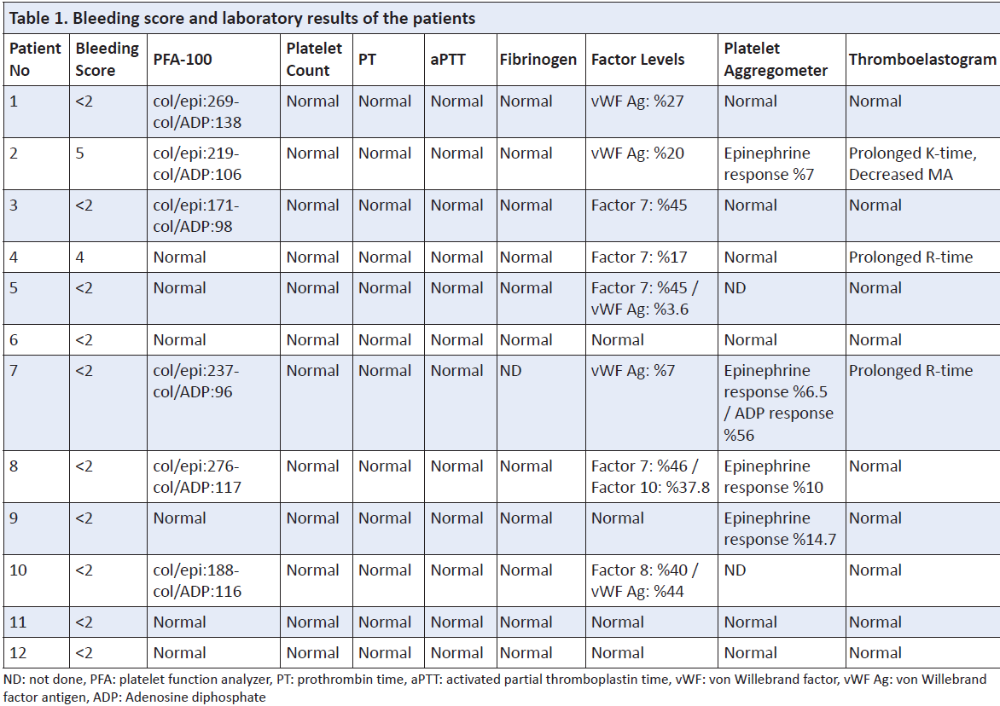 Table 1. Bleeding score and laboratory results of the patients
Patient No | Bleeding Score | PFA-100 | Platelet Count | PT | aPTT | Fibrinogen | Factor Levels | Platelet Aggregometer | Thromboelastogram
1 | <2 | col/epi:269-col/ADP:138 | Normal | Normal | Normal | Normal | vWF Ag: %27 | Normal | Normal
2 | 5 | col/epi:219-col/ADP:106 | Normal | Normal | Normal | Normal | vWF Ag: %20 | Epinephrine response %7 | Prolonged K-time, Decreased MA
3 | <2 | col/epi:171-col/ADP:98 | Normal | Normal | Normal | Normal | Factor 7: %45 | Normal | Normal
4 | 4 | Normal | Normal | Normal | Normal | Normal | Factor 7: %17 | Normal | Prolonged R-time
5 | <2 | Normal | Normal | Normal | Normal | Normal | Factor 7: %45 / vWF Ag: %3.6 | ND | Normal
6 | <2 | Normal | Normal | Normal | Normal | Normal | Normal | Normal | Normal
7 | <2 | col/epi:237-col/ADP:96 | Normal | Normal | Normal | ND | vWF Ag: %7 | Epinephrine response %6.5 / ADP response %56 | Prolonged R-time
8 | <2 | col/epi:276-col/ADP:117 | Normal | Normal | Normal | Normal | Factor 7: %46 / Factor 10: %37.8 | Epinephrine response %10 | Normal
9 | <2 | Normal | Normal | Normal | Normal | Normal | Normal | Epinephrine response %14.7 | Normal
10 | <2 | col/epi:188-col/ADP:116 | Normal | Normal | Normal | Normal | Factor 8: %40 / vWF Ag: %44 | ND | Normal
11 | <2 | Normal | Normal | Normal | Normal | Normal | Normal | Normal | Normal
12 | <2 | Normal | Normal | Normal | Normal | Normal | Normal | Normal | Normal
ND: not done, PFA: platelet function analyzer, PT: prothrombin time, aPTT: activated partial thromboplastin time, vWF: von Willebrand factor, vWF Ag: von Willebrand
factor antigen, ADP: Adenosine diphosphate